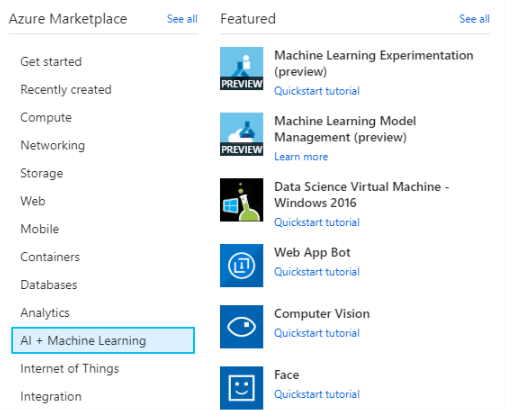 Azure Marketplace See all
Get started
Recently created
Compute
Networking
Storage
Web
Mobile
Containers
Databases
Analytics
AI + Machine Learning
Internet of Things
Integration
Featured See all
PREVIEW
Machine Learning Experimentation
(preview)
Quickstart tutorial
PREVIEW
Machine Learning Model
Management (preview)
Learn more
Data Science Virtual Machine -
Windows 2016
Quickstart tutorial
Web App Bot
Quickstart tutorial
Computer Vision
Quickstart tutorial
Face
Quickstart tutorial